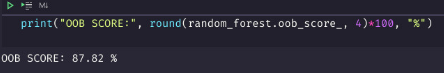 M↓
print("OOB SCORE:", round(random_forest.oob_score_, 4)*100, "%")
OOB SCORE: 87.82 %